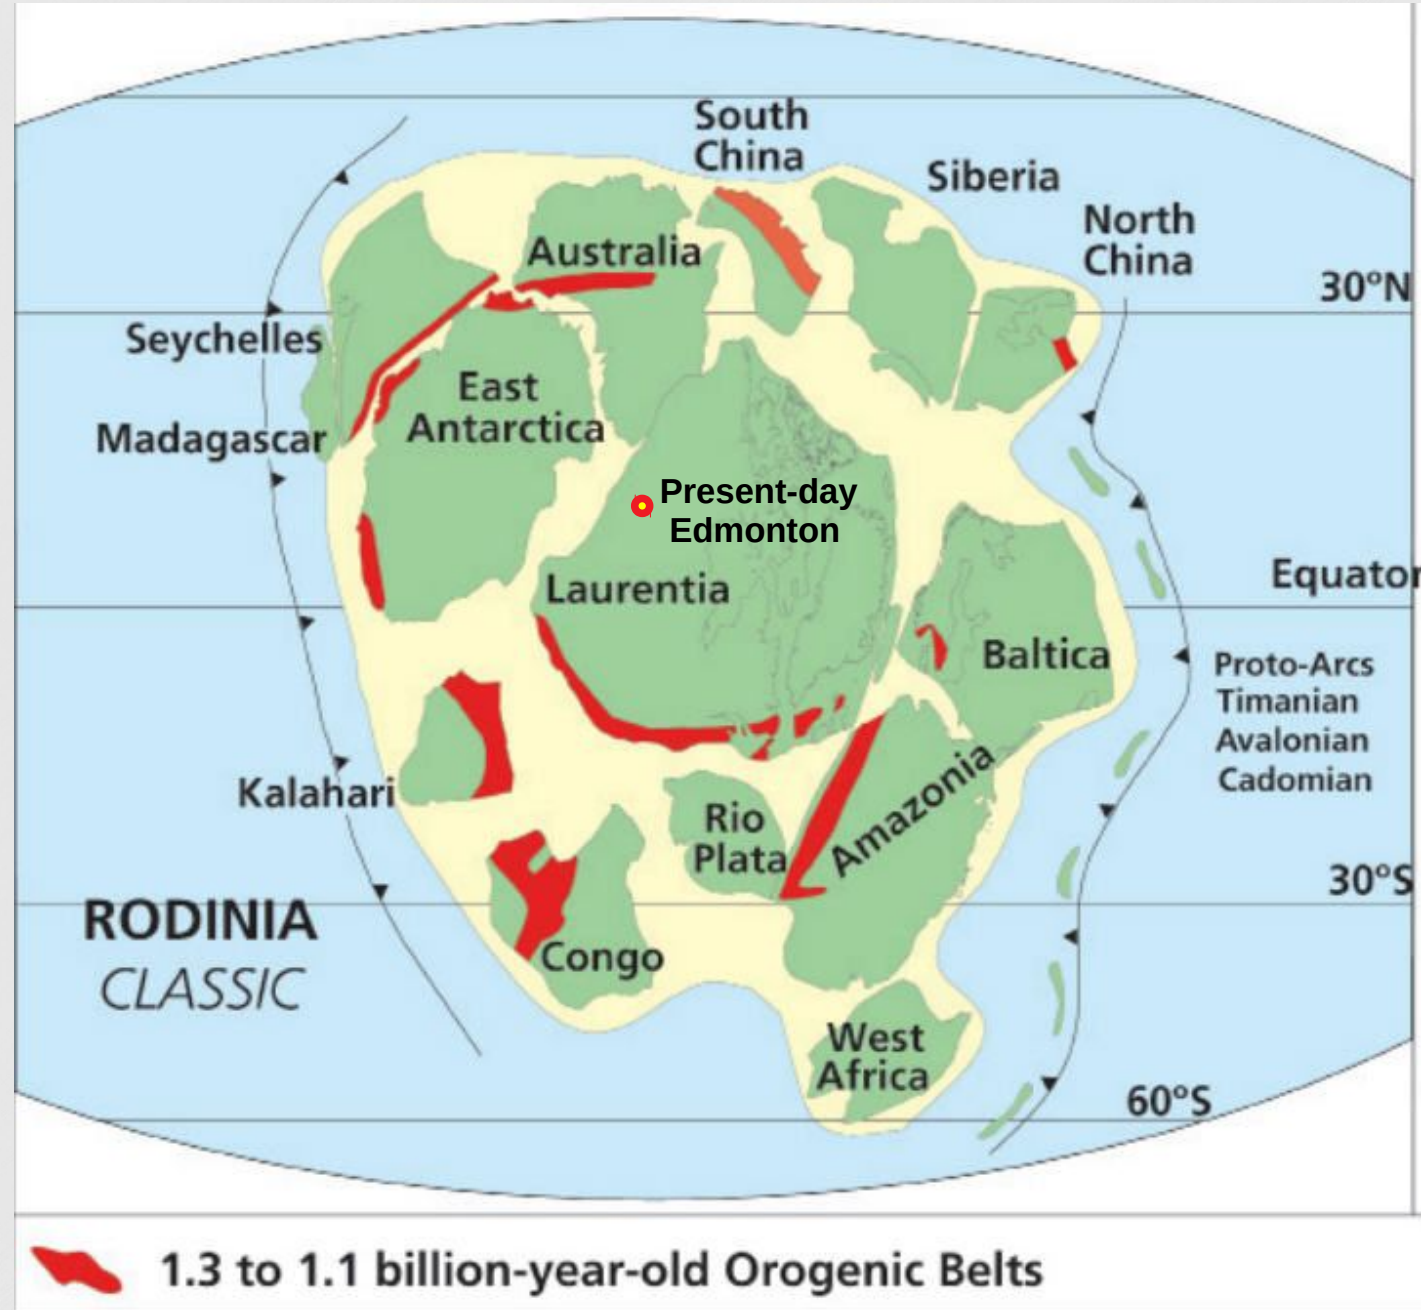 South
China
Siberia
North
China
Australia
30°N
Seychelles
East
Antarctica
Madagascar
Present-day
Edmonton
Equator
Laurentia
Baltica
Proto-Arcs
Timanian
Avalonian
Cadomian
Kalahari
Rio
Plata
Amazonia
30°S
RODINIA
CLASSIC
Congo
West
Africa
60°S
1.3 to 1.1 billion-year-old Orogenic Belts